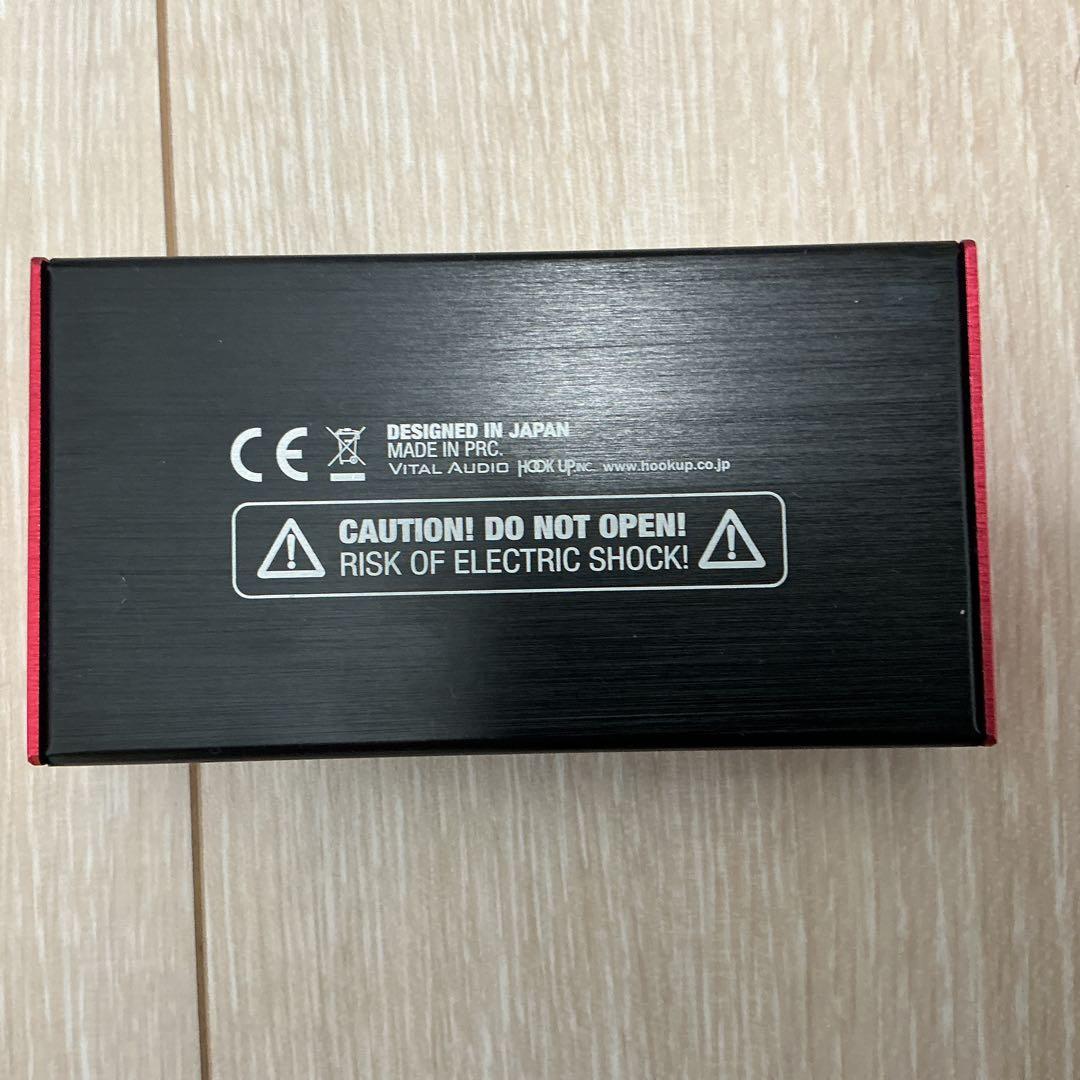 CE
DESIGNED IN JAPAN
MADE IN PRC.
VITAL AUDIO HOOK UP,INC. www.hookup.co.jp
CAUTION! DO NOT OPEN!
RISK OF ELECTRIC SHOCK!